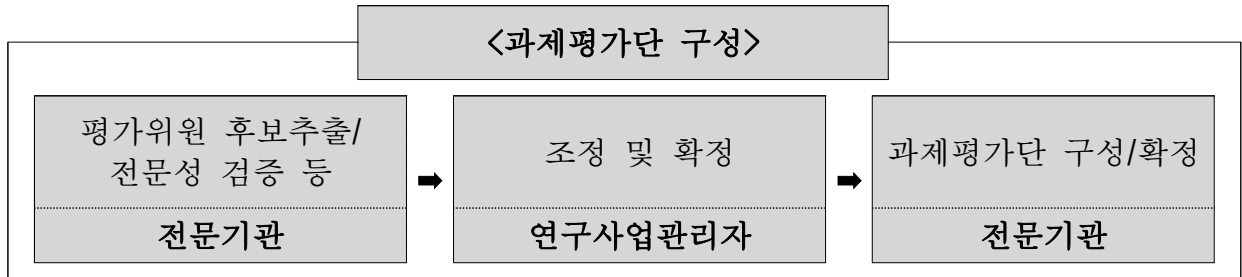 <과제평가단 구성>
평가위원 후보추출/
전문성 검증 등
전문기관
➡
조정 및 확정
연구사업관리자
➡
과제평가단 구성/확정
전문기관